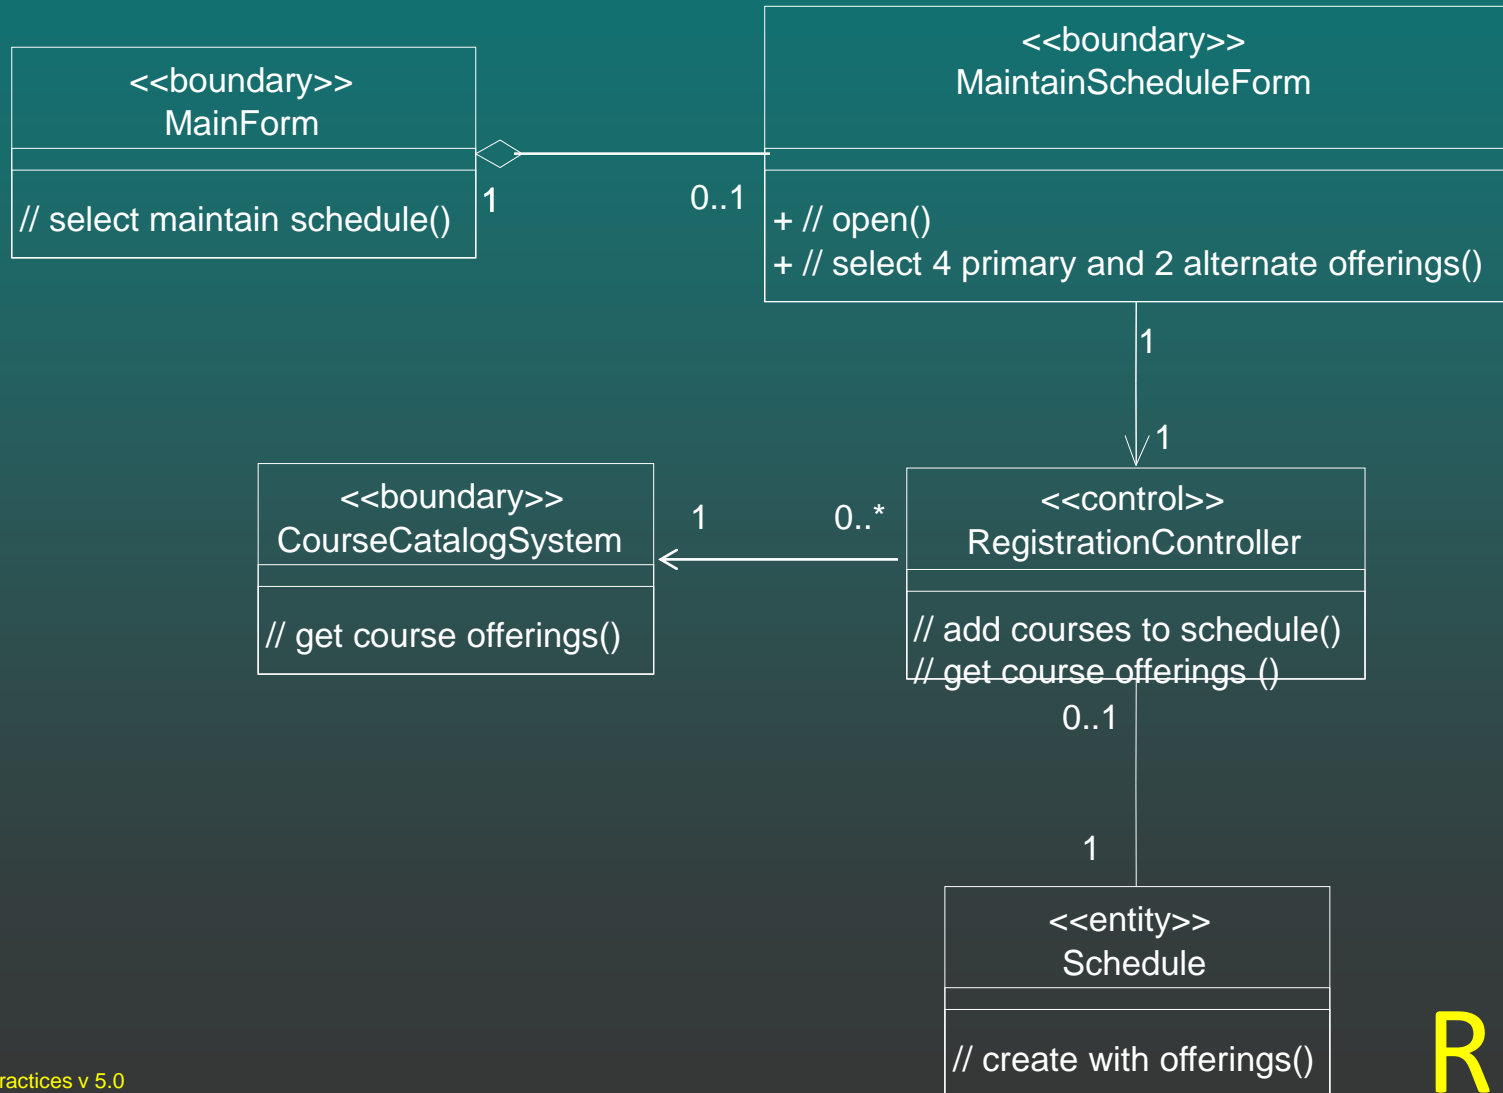 <<boundary>>
MainForm
// select maintain schedule()
1
0..1
<<boundary>>
MaintainScheduleForm
+ // open()
+ // select 4 primary and 2 alternate offerings()
1
1
<<boundary>>
CourseCatalogSystem
// get course offerings()
1
0..*
<<control>>
RegistrationController
// add courses to schedule()
// get course offerings ()
0..1
1
<<entity>>
Schedule
// create with offerings()
ractices v 5.0
R